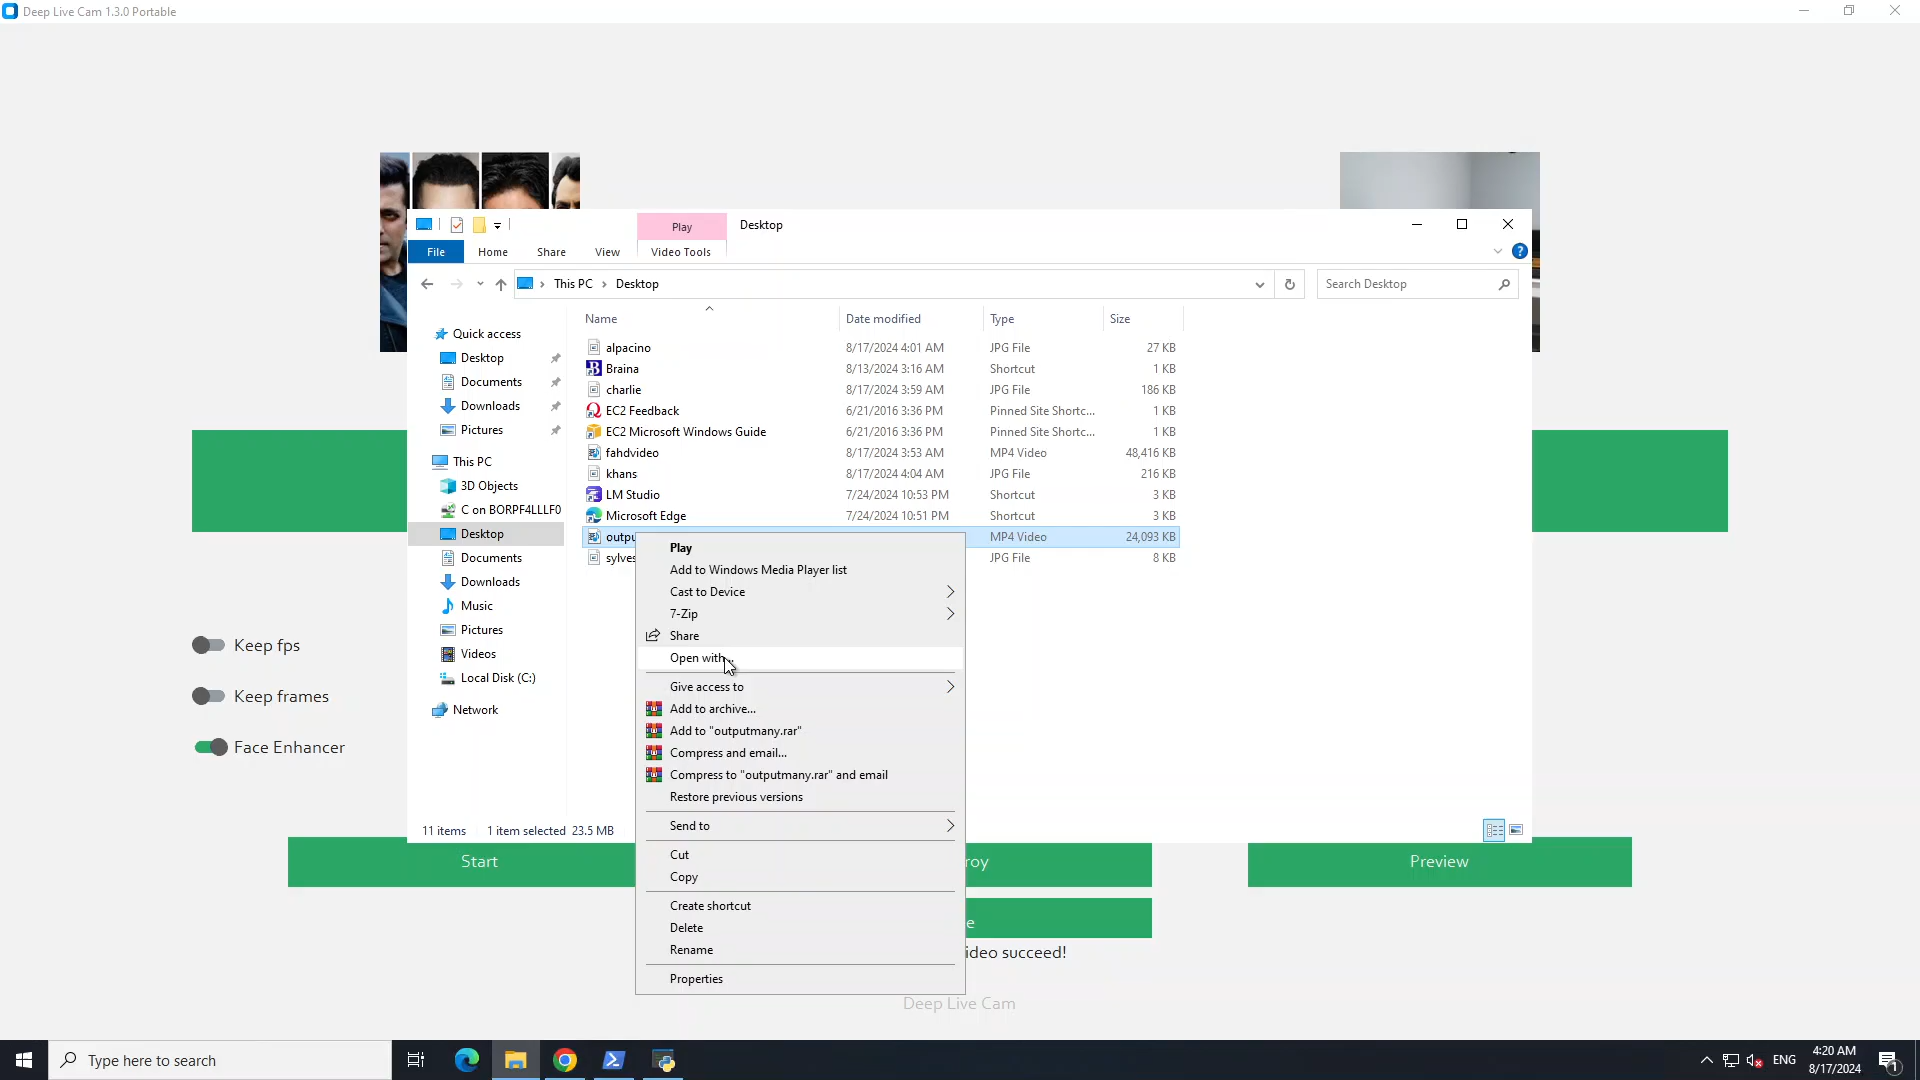 Deep Live Cam 1.3.0 Portable
Play
Desktop
File
Home
Share
View
Video Tools
This PC
Desktop
Search Desktop
Name
Date modified
Type
Size
Quick access
Desktop
Documents
Downloads
Pictures
This PC
3D Objects
C on BORPF4LLLF0
Desktop
Documents
Downloads
Music
Pictures
Videos
Local Disk (C:)
Network
alpacino 8/17/2024 4:01 AM JPG File 27 KB
Braina 8/13/2024 3:16 AM Shortcut 1 KB
charlie 8/17/2024 3:59 AM JPG File 186 KB
EC2 Feedback 6/21/2016 3:36 PM Pinned Site Shortc... 1 KB
EC2 Microsoft Windows Guide 6/21/2016 3:36 PM Pinned Site Shortc... 1 KB
fahdvideo 8/17/2024 3:53 AM MP4 Video 48,416 KB
khans 8/17/2024 4:04 AM JPG File 216 KB
LM Studio 7/24/2024 10:53 PM Shortcut 3 KB
Microsoft Edge 7/24/2024 10:51 PM Shortcut 3 KB
outpu MP4 Video 24,093 KB
sylves JPG File 8 KB
Play
Add to Windows Media Player list
Cast to Device
7-Zip
Share
Open with...
Give access to
Add to archive...
Add to "outputmany.rar"
Compress and email...
Compress to "outputmany.rar" and email
Restore previous versions
Send to
Cut
Copy
Create shortcut
Delete
Rename
Properties
11 items
1 item selected 23.5 MB
Keep fps
Keep frames
Face Enhancer
Start
roy
Preview
e
ideo succeed!
Deep Live Cam
Type here to search
ENG
4:20 AM
8/17/2024
1